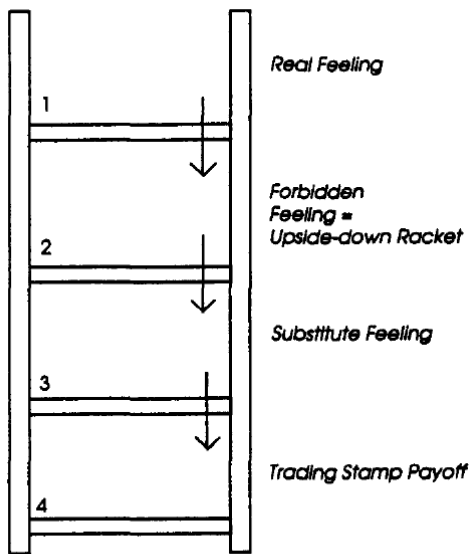 Real Feeling
1
Forbidden
Feeling =
Upside-down Racket
2
Substitute Feeling
3
Trading Stamp Payoff
4